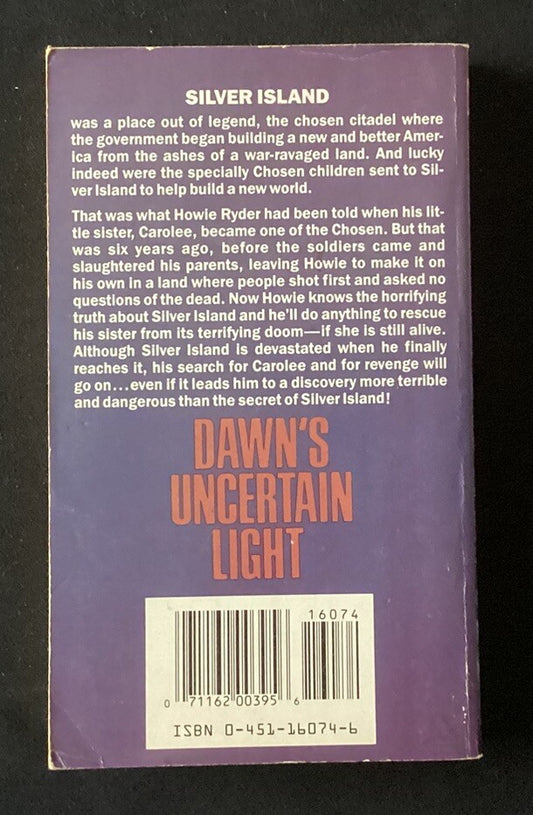 SILVER ISLAND
was a place out of legend, the chosen citadel where
the government began building a new and better Amer-
ica from the ashes of a war-ravaged land. And lucky
indeed were the specially Chosen children sent to Sil-
ver Island to help build a new world.
That was what Howie Ryder had been told when his lit-
tle sister, Carolee, became one of the Chosen. But that
was six years ago, before the soldiers came and
slaughtered his parents, leaving Howie to make it on
his own in a land where people shot first and asked no
questions of the dead. Now Howie knows the horrifying
truth about Silver Island and he'll do anything to rescue
his sister from its terrifying doom—if she is still alive.
Although Silver Island is devastated when he finally
reaches it, his search for Carolee and for revenge will
go on...even if it leads him to a discovery more terrible
and dangerous than the secret of Silver Island!
DAWN'S
UNCERTAIN
LIGHT
16074
0 71162 00395 6
ISBN 0-451-16074-6